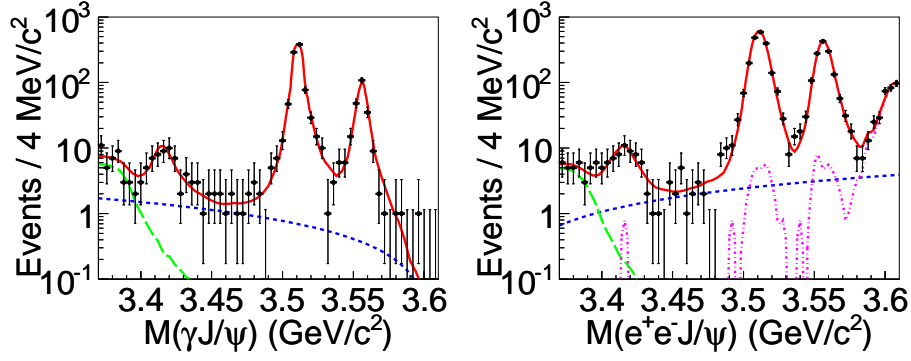 Events / 4 MeV/c²
10³
10²
10
1
10⁻¹
3.4 3.45 3.5 3.55 3.6
M(γJ/ψ) (GeV/c²)
Events / 4 MeV/c²
10³
10²
10
1
10⁻¹
3.4 3.45 3.5 3.55 3.6
M(e⁺e⁻J/ψ) (GeV/c²)